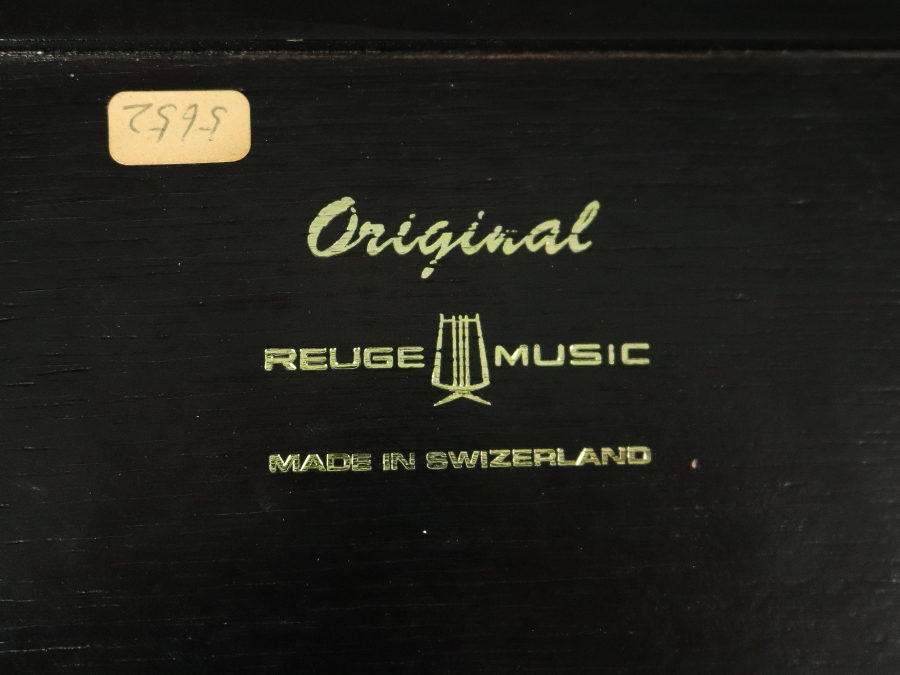 5652
Original
REUGE MUSIC
MADE IN SWIZERLAND